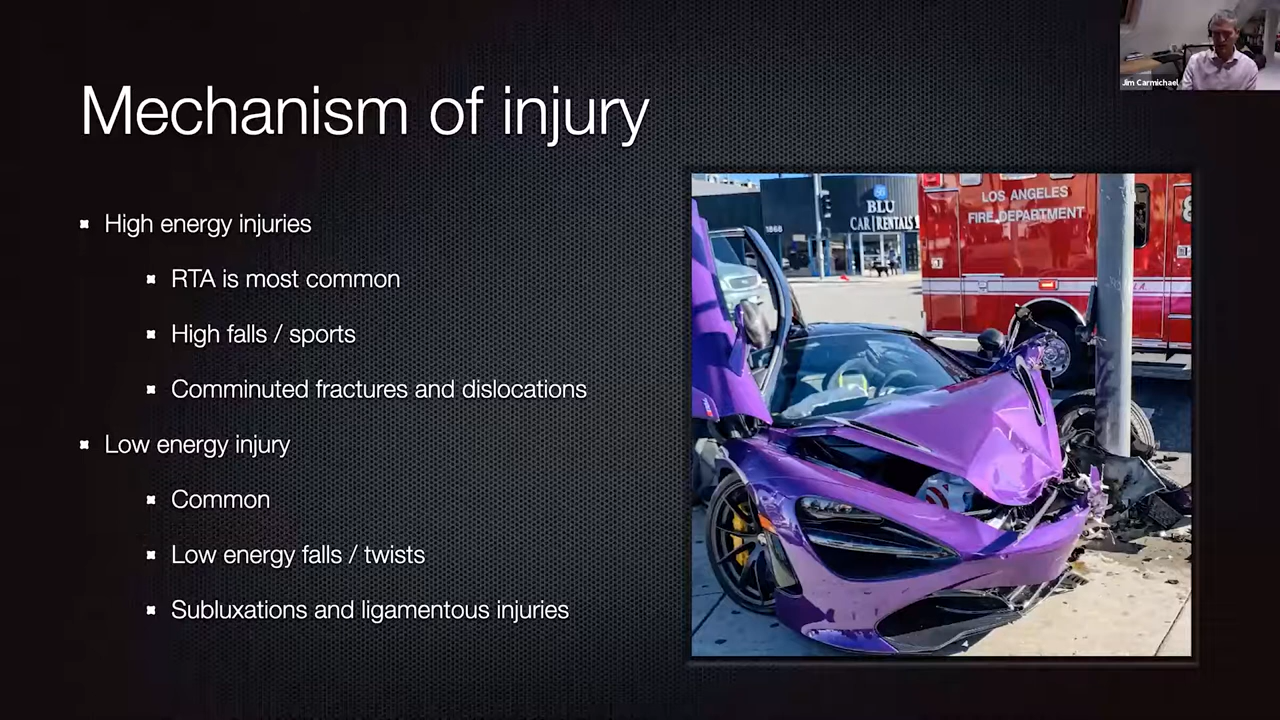 Mechanism of injury
Jim Carmichael
High energy injuries
RTA is most common
High falls / sports
Comminuted fractures and dislocations
Low energy injury
Common
Low energy falls / twists
Subluxations and ligamentous injuries
BLU
CAR RENTALS
1868
LOS ANGELES
FIRE DEPARTMENT
8